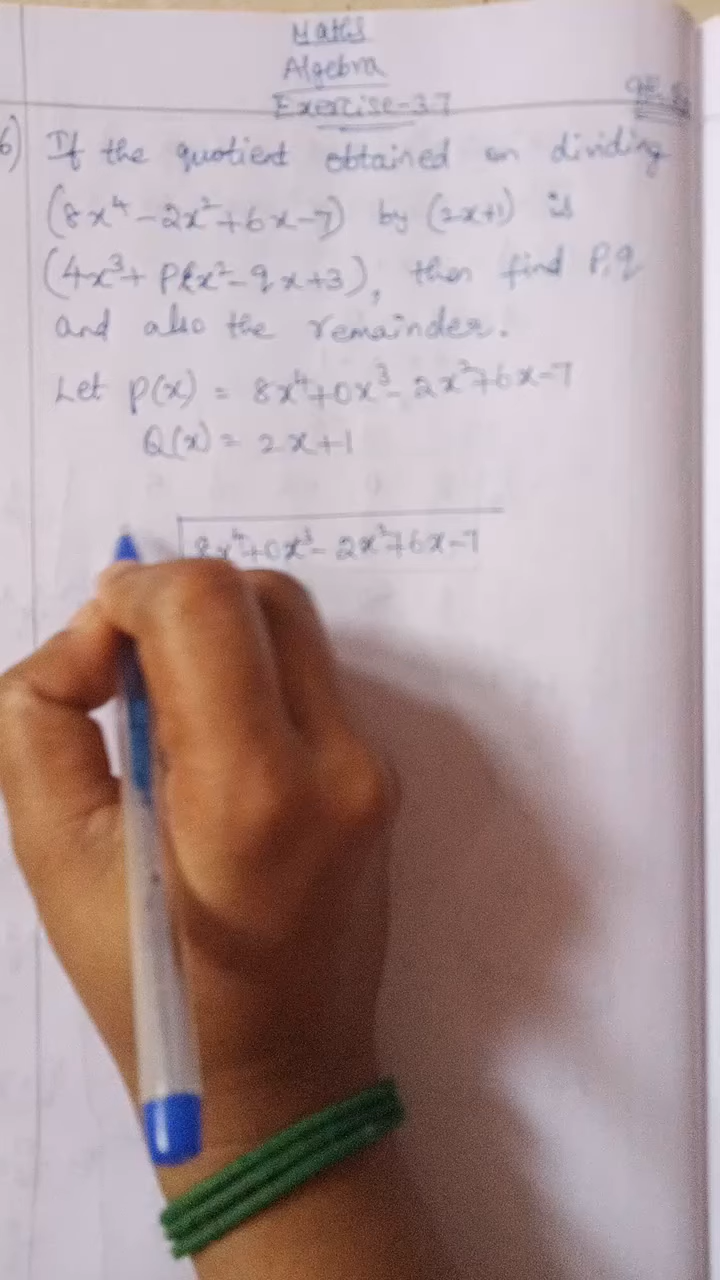 Maths
Algebra
Exercise-3.7
6) If the quotient obtained on dividing
(8x⁴-2x²+6x-7) by (2x+1) is
(4x³+px²-qx+3), then find P,q
and also the remainder.
Let P(x) = 8x⁴+0x³-2x²+6x-7
Q(x) = 2x+1
8x⁴+0x³-2x²+6x-7